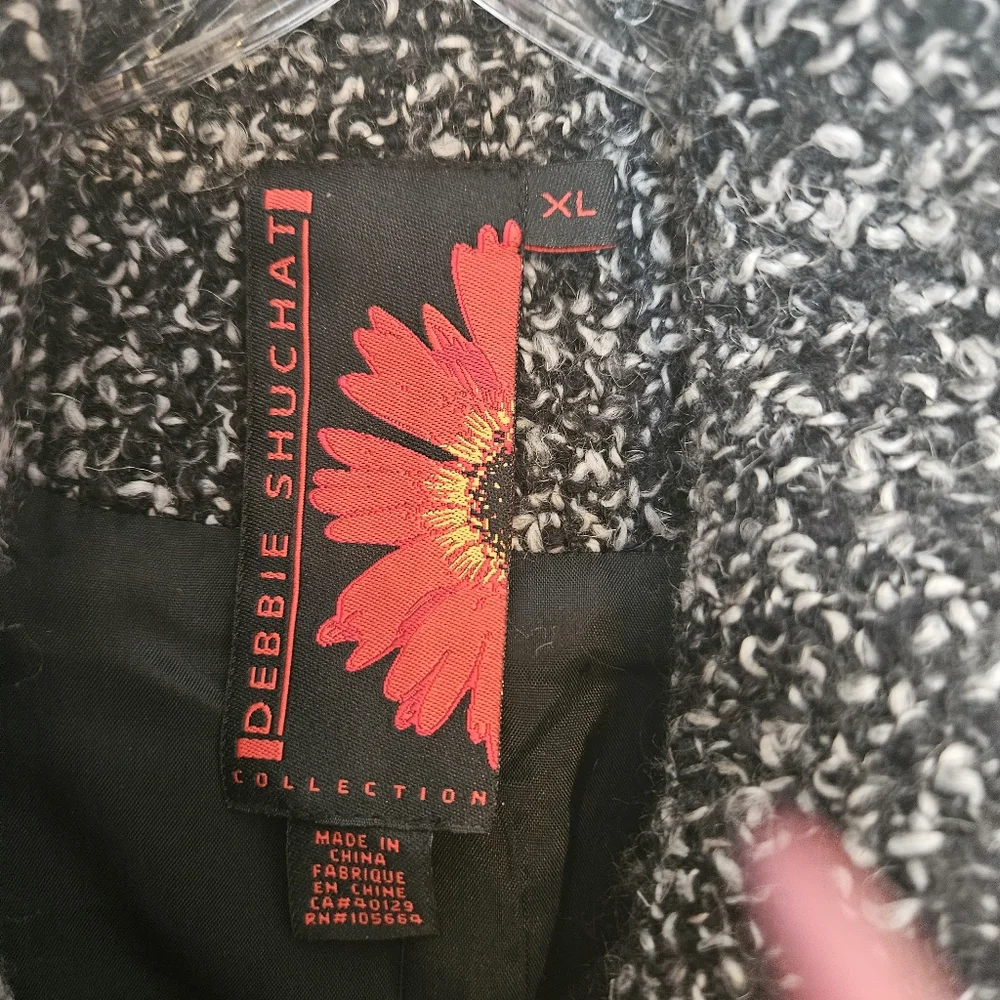 XL
DEBBIE SHUCHAT
COLLECTION
MADE IN
CHINA
FABRIQUE
EN CHINE
CA#40129
RN#105664